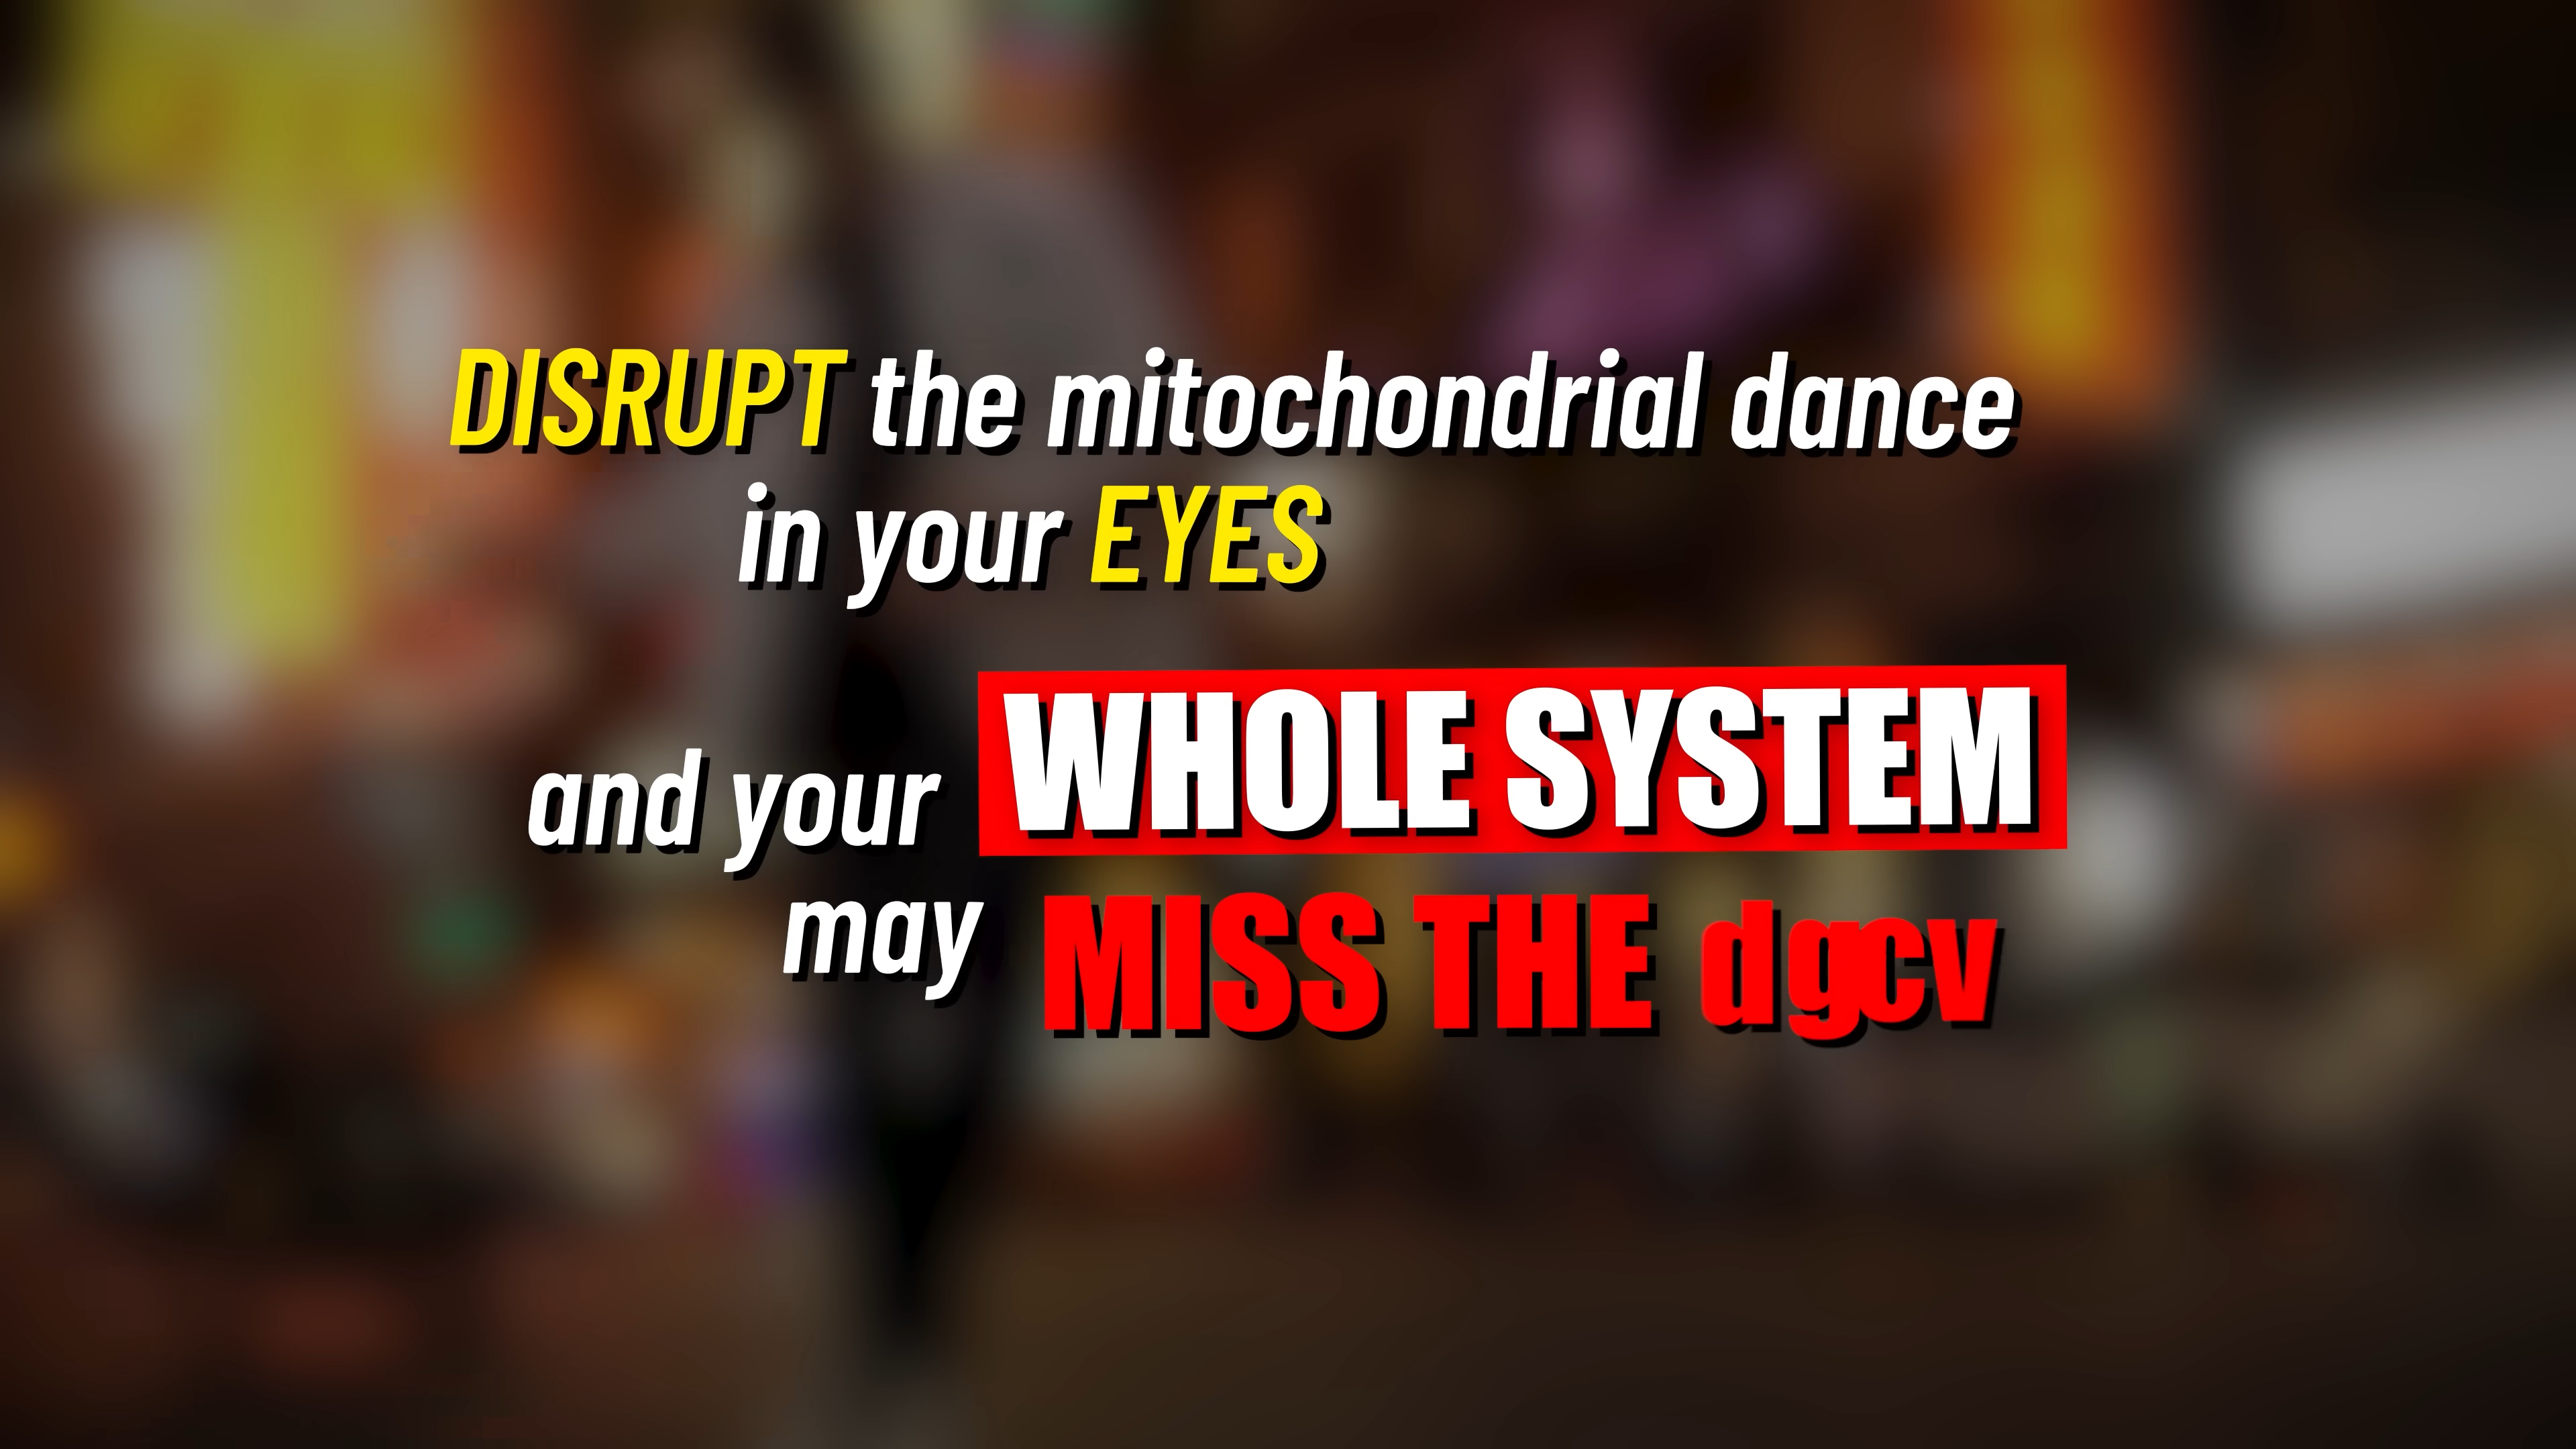 DISRUPT the mitochondrial dance
in your EYES
and your WHOLE SYSTEM
may MISS THE dgcv